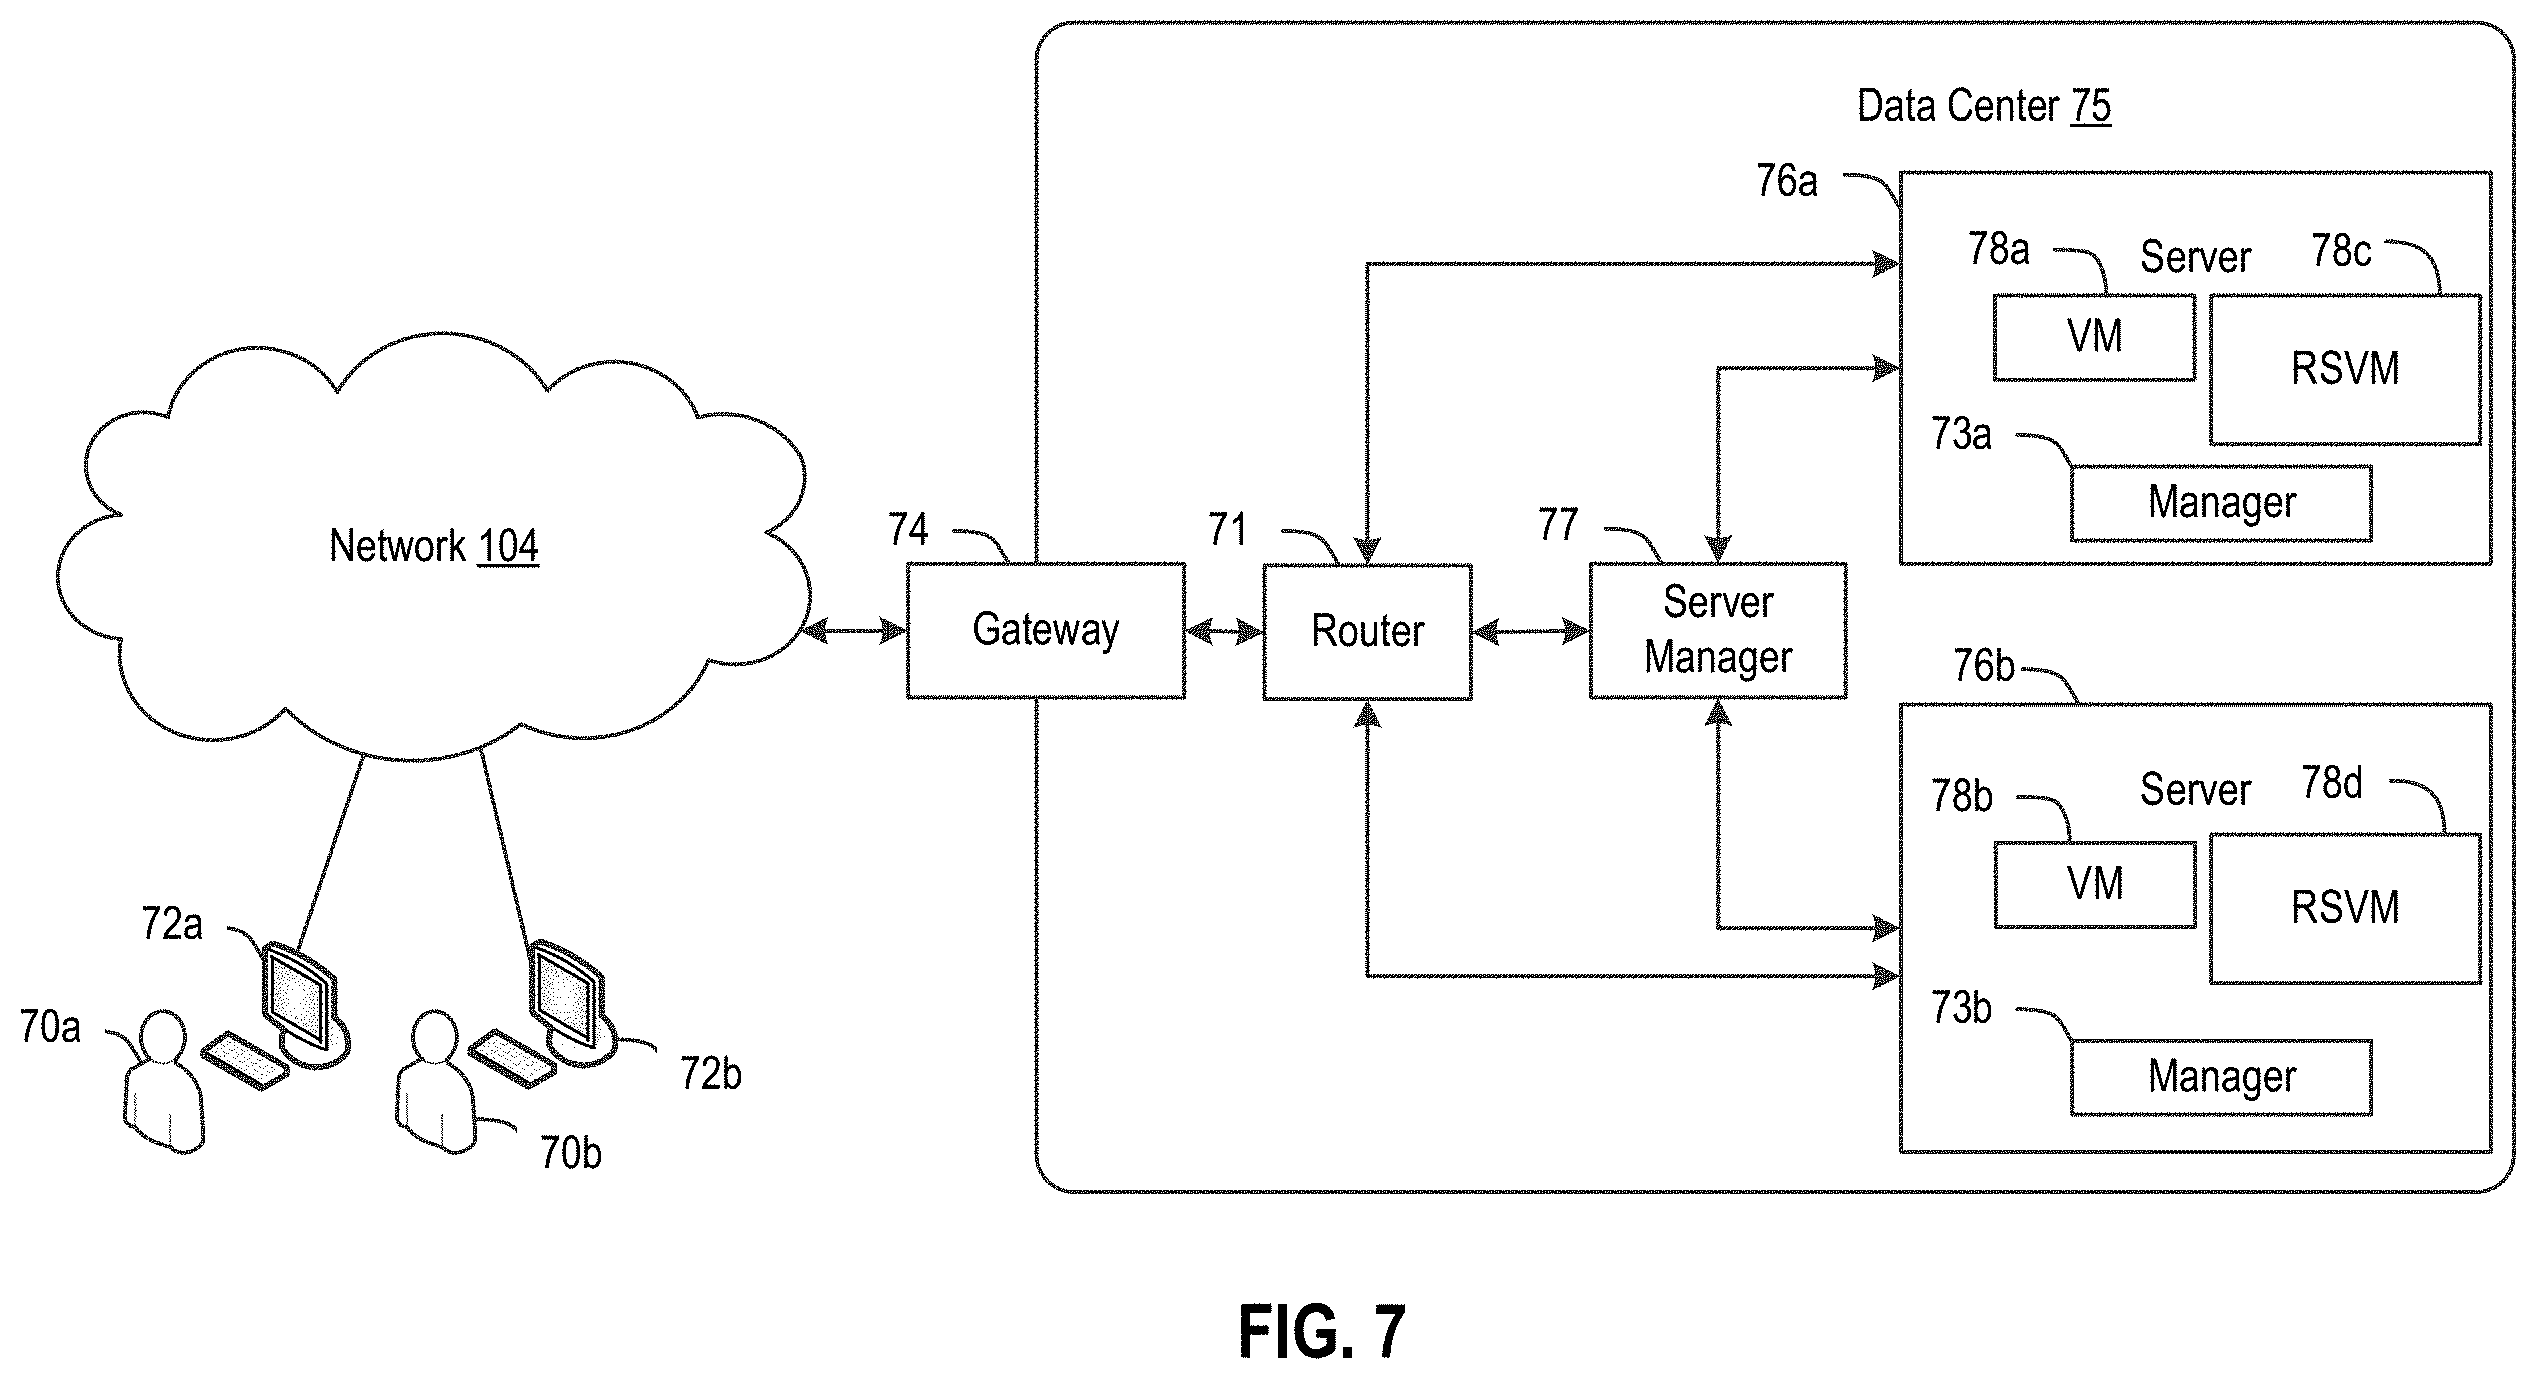 Data Center 75
76a
78a
Server
78c
VM
RSVM
73a
Manager
Network 104
74
71
77
Gateway
Router
Server
Manager
76b
78b
Server
78d
VM
RSVM
73b
Manager
72a
70a
72b
70b
FIG. 7